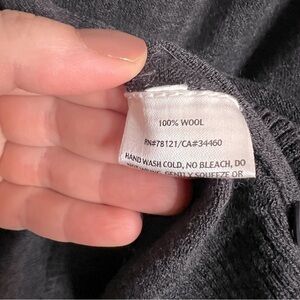 100% WOOL
RN#78121/CA#34460
HAND WASH COLD, NO BLEACH, DO
GENTLY SQUEEZE OR